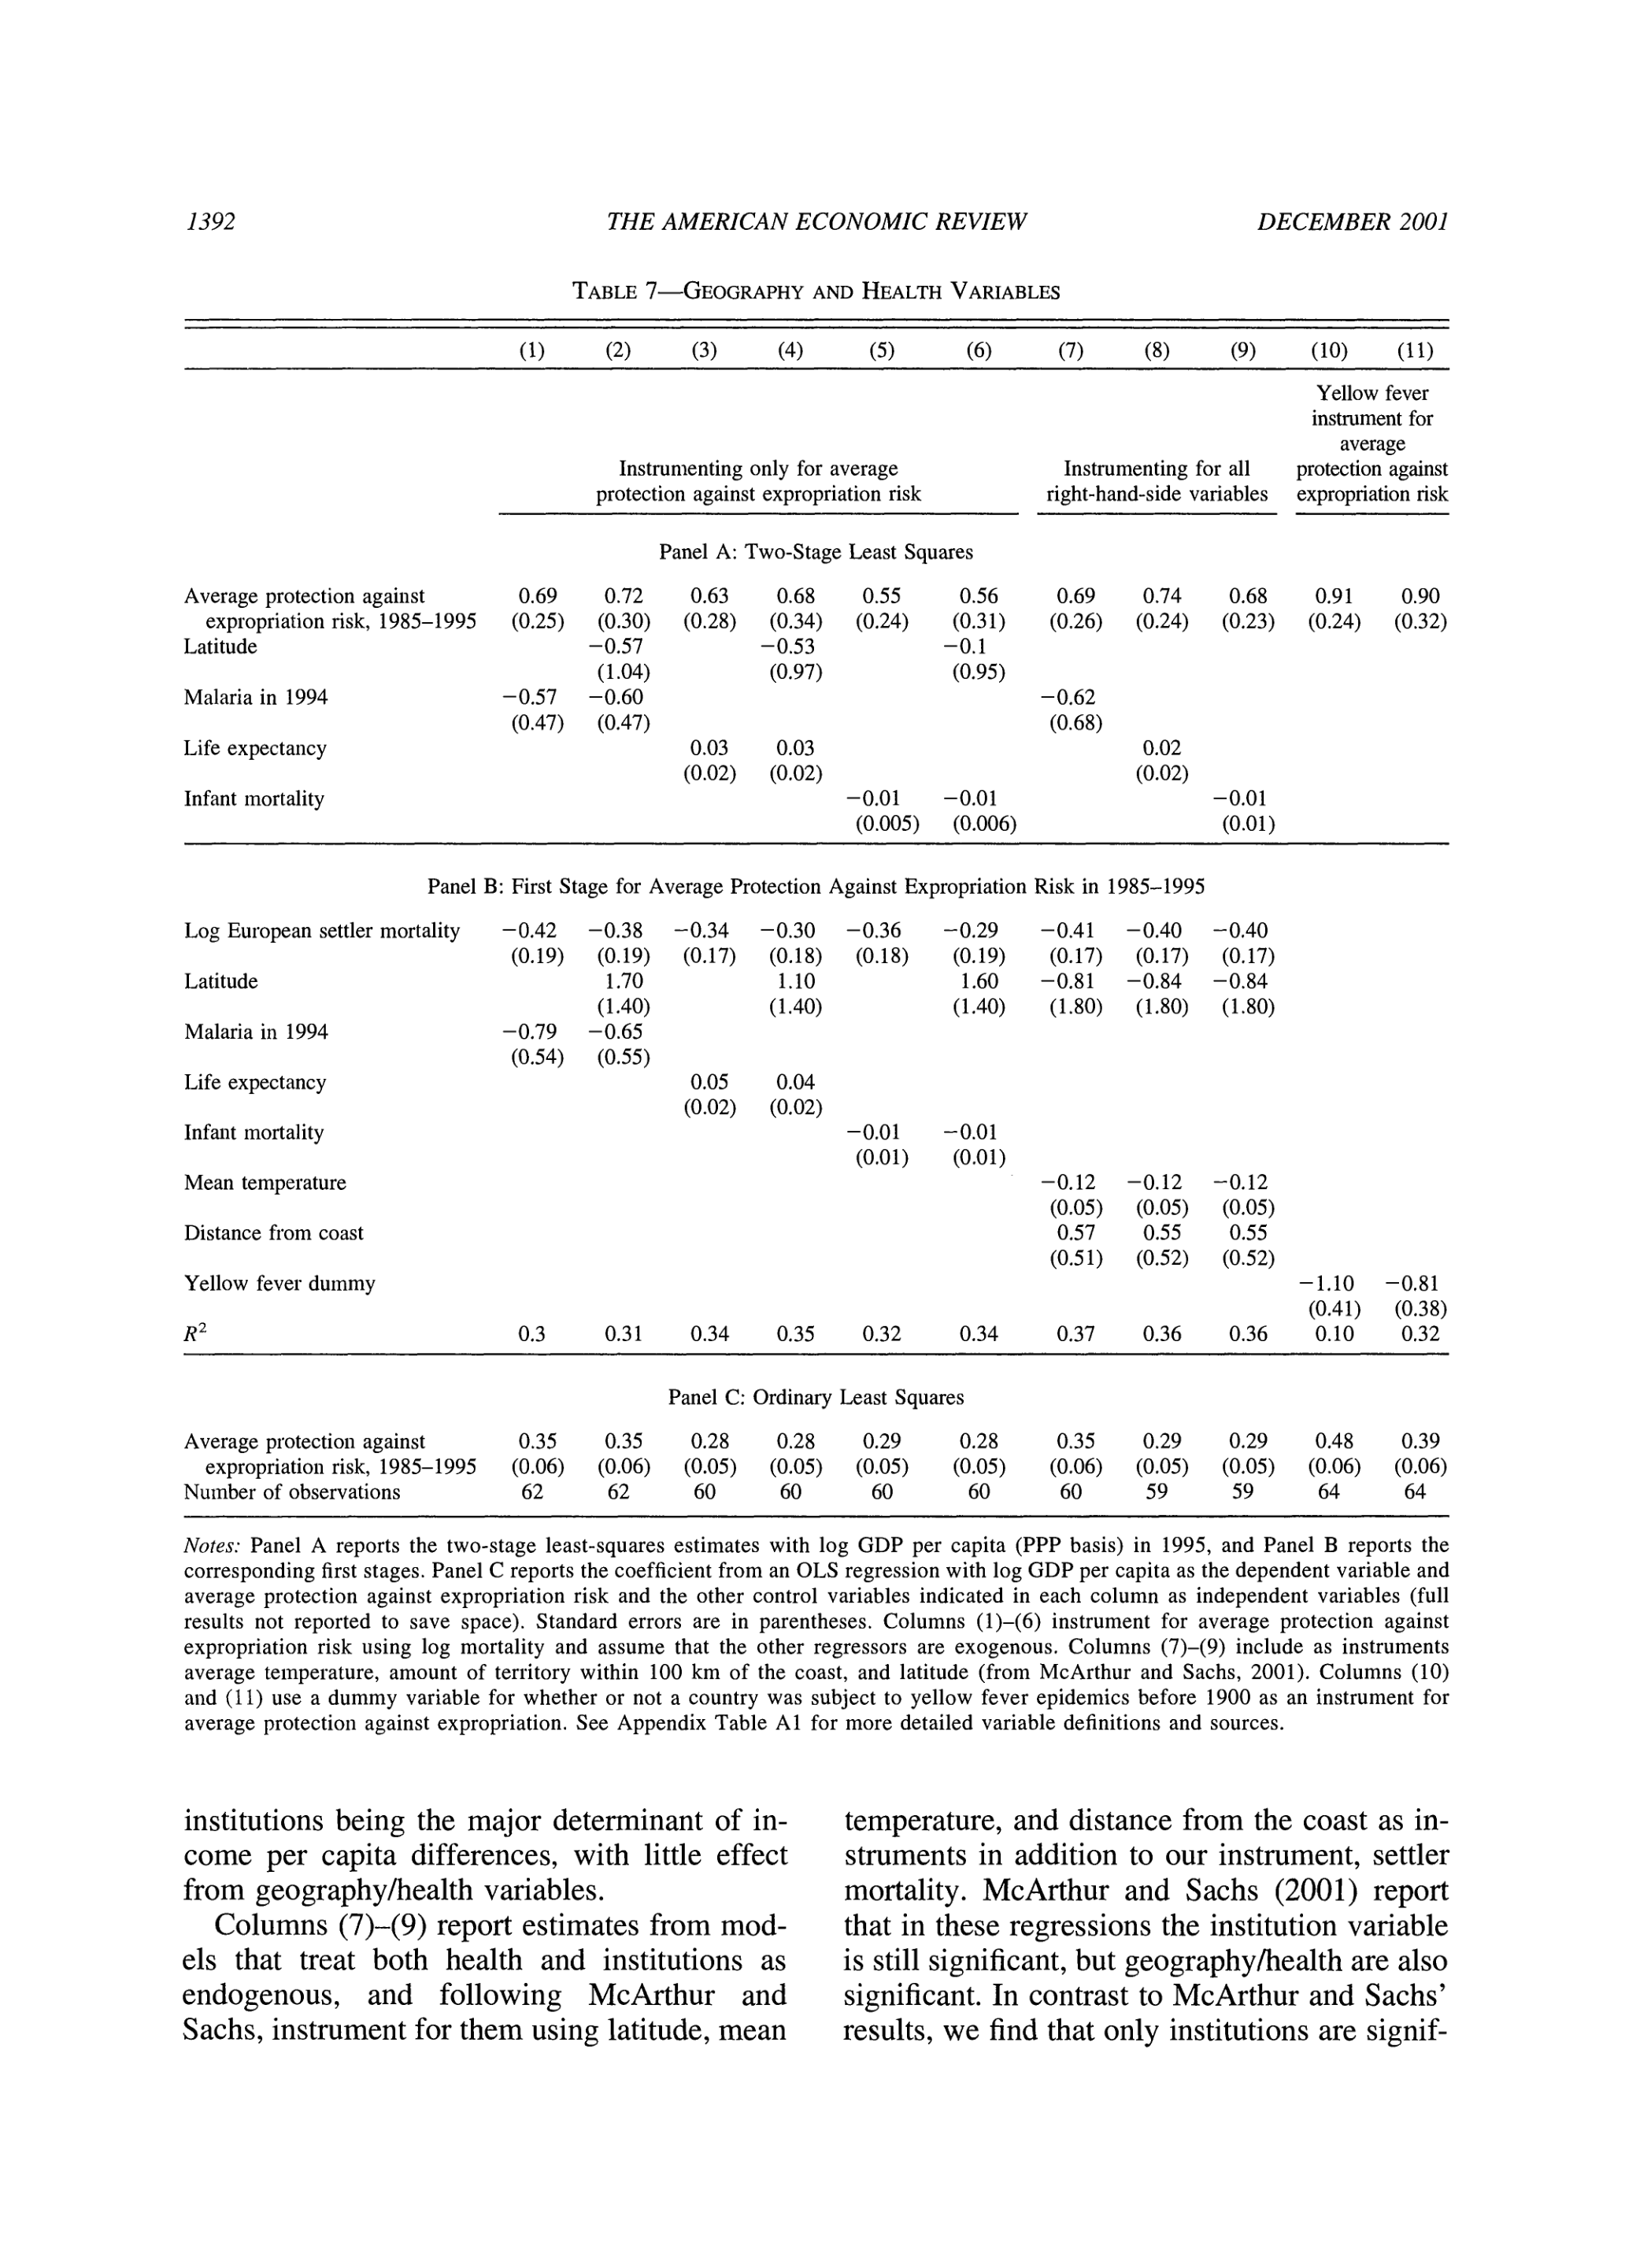 1392 THE AMERICAN ECONOMIC REVIEW DECEMBER 2001
TABLE 7—GEOGRAPHY AND HEALTH VARIABLES
(1) (2) (3) (4) (5) (6) (7) (8) (9) (10) (11)
Yellow fever
instrument for
average
Instrumenting only for average Instrumenting for all protection against
protection against expropriation risk right-hand-side variables expropriation risk
Panel A: Two-Stage Least Squares
Average protection against 0.69 0.72 0.63 0.68 0.55 0.56 0.69 0.74 0.68 0.91 0.90
expropriation risk, 1985–1995 (0.25) (0.30) (0.28) (0.34) (0.24) (0.31) (0.26) (0.24) (0.23) (0.24) (0.32)
Latitude −0.57 −0.53 −0.1
(1.04) (0.97) (0.95)
Malaria in 1994 −0.57 −0.60 −0.62
(0.47) (0.47) (0.68)
Life expectancy 0.03 0.03 0.02
(0.02) (0.02) (0.02)
Infant mortality −0.01 −0.01 −0.01
(0.005) (0.006) (0.01)
Panel B: First Stage for Average Protection Against Expropriation Risk in 1985–1995
Log European settler mortality −0.42 −0.38 −0.34 −0.30 −0.36 −0.29 −0.41 −0.40 −0.40
(0.19) (0.19) (0.17) (0.18) (0.18) (0.19) (0.17) (0.17) (0.17)
Latitude 1.70 1.10 1.60 −0.81 −0.84 −0.84
(1.40) (1.40) (1.40) (1.80) (1.80) (1.80)
Malaria in 1994 −0.79 −0.65
(0.54) (0.55)
Life expectancy 0.05 0.04
(0.02) (0.02)
Infant mortality −0.01 −0.01
(0.01) (0.01)
Mean temperature −0.12 −0.12 −0.12
(0.05) (0.05) (0.05)
Distance from coast 0.57 0.55 0.55
(0.51) (0.52) (0.52)
Yellow fever dummy −1.10 −0.81
(0.41) (0.38)
R² 0.3 0.31 0.34 0.35 0.32 0.34 0.37 0.36 0.36 0.10 0.32
Panel C: Ordinary Least Squares
Average protection against 0.35 0.35 0.28 0.28 0.29 0.28 0.35 0.29 0.29 0.48 0.39
expropriation risk, 1985–1995 (0.06) (0.06) (0.05) (0.05) (0.05) (0.05) (0.06) (0.05) (0.05) (0.06) (0.06)
Number of observations 62 62 60 60 60 60 60 59 59 64 64
Notes: Panel A reports the two-stage least-squares estimates with log GDP per capita (PPP basis) in 1995, and Panel B reports the
corresponding first stages. Panel C reports the coefficient from an OLS regression with log GDP per capita as the dependent variable and
average protection against expropriation risk and the other control variables indicated in each column as independent variables (full
results not reported to save space). Standard errors are in parentheses. Columns (1)–(6) instrument for average protection against
expropriation risk using log mortality and assume that the other regressors are exogenous. Columns (7)–(9) include as instruments
average temperature, amount of territory within 100 km of the coast, and latitude (from McArthur and Sachs, 2001). Columns (10)
and (11) use a dummy variable for whether or not a country was subject to yellow fever epidemics before 1900 as an instrument for
average protection against expropriation. See Appendix Table A1 for more detailed variable definitions and sources.
institutions being the major determinant of in-
come per capita differences, with little effect
from geography/health variables.
Columns (7)–(9) report estimates from mod-
els that treat both health and institutions as
endogenous, and following McArthur and
Sachs, instrument for them using latitude, mean
temperature, and distance from the coast as in-
struments in addition to our instrument, settler
mortality. McArthur and Sachs (2001) report
that in these regressions the institution variable
is still significant, but geography/health are also
significant. In contrast to McArthur and Sachs'
results, we find that only institutions are signif-